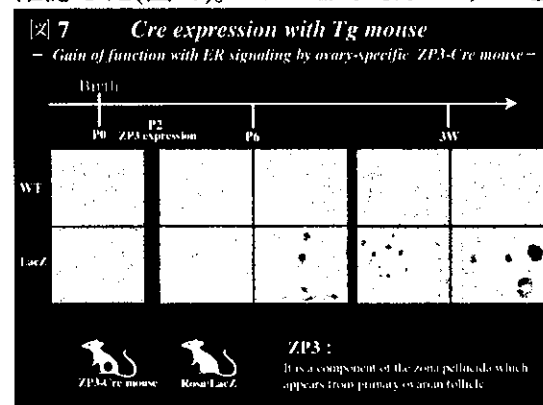 図 7 Cre expression with Tg mouse
– Gain of function with ER signaling by ovary-specific ZP3-Cre mouse –
Birth
P0 P2 P6 3W
ZP3 expression
WT
LacZ
ZP3 :
It is a component of the zona pellucida which
appears from primary ovarian follicle
ZP3-Cre mouse Rosa-LacZ